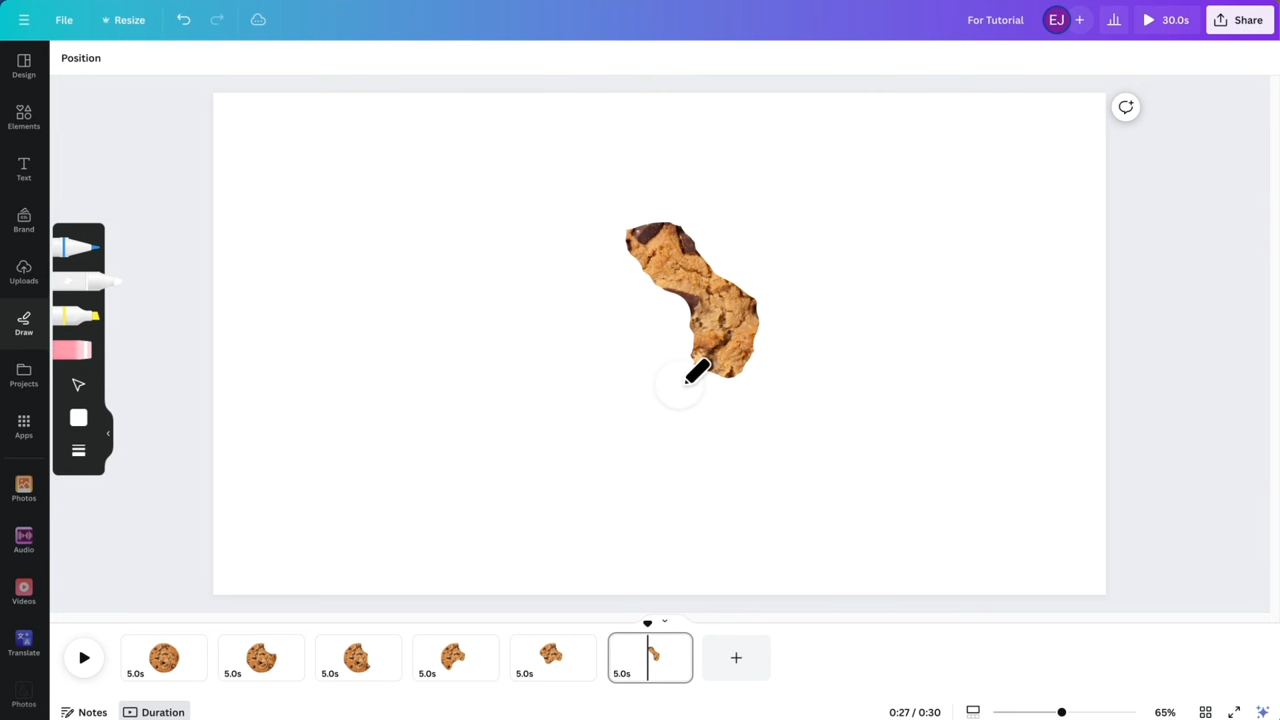 File
Resize
For Tutorial
EJ
30.0s
Share
Position
Design
Elements
Text
Brand
Uploads
Draw
Projects
Apps
Photos
Audio
Videos
Translate
Photos
5.0s
5.0s
5.0s
5.0s
5.0s
5.0s
Notes
Duration
0:27 / 0:30
65%